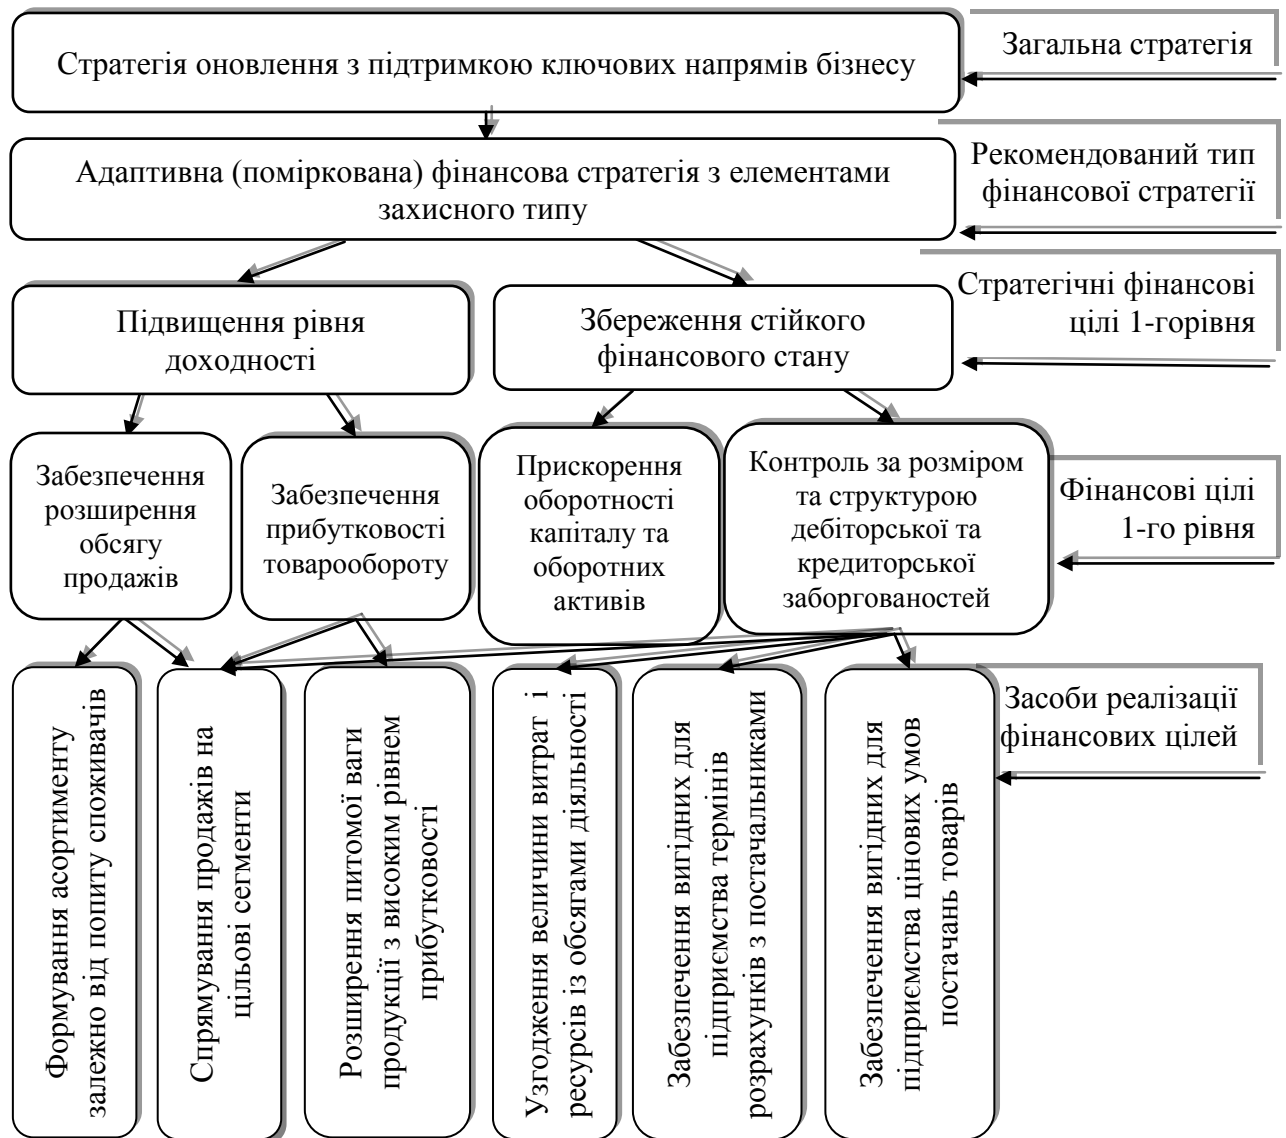 Стратегія оновлення з підтримкою ключових напрямів бізнесу
Загальна стратегія
Адаптивна (поміркована) фінансова стратегія з елементами
захисного типу
Рекомендований тип
фінансової стратегії
Підвищення рівня
доходності
Збереження стійкого
фінансового стану
Стратегічні фінансові
цілі 1-горівня
Забезпечення
розширення
обсягу
продажів
Забезпечення
прибутковості
товарообороту
Прискорення
оборотності
капіталу та
оборотних
активів
Контроль за розміром
та структурою
дебіторської та
кредиторської
заборгованостей
Фінансові цілі
1-го рівня
Формування асортименту
залежно від попиту споживачів
Спрямування продажів на
цільові сегменти
Розширення питомої ваги
продукції з високим рівнем
прибутковості
Узгодження величини витрат і
ресурсів із обсягами діяльності
Забезпечення вигідних для
підприємства термінів
розрахунків з постачальниками
Забезпечення вигідних для
підприємства цінових умов
постачань товарів
Засоби реалізації
фінансових цілей